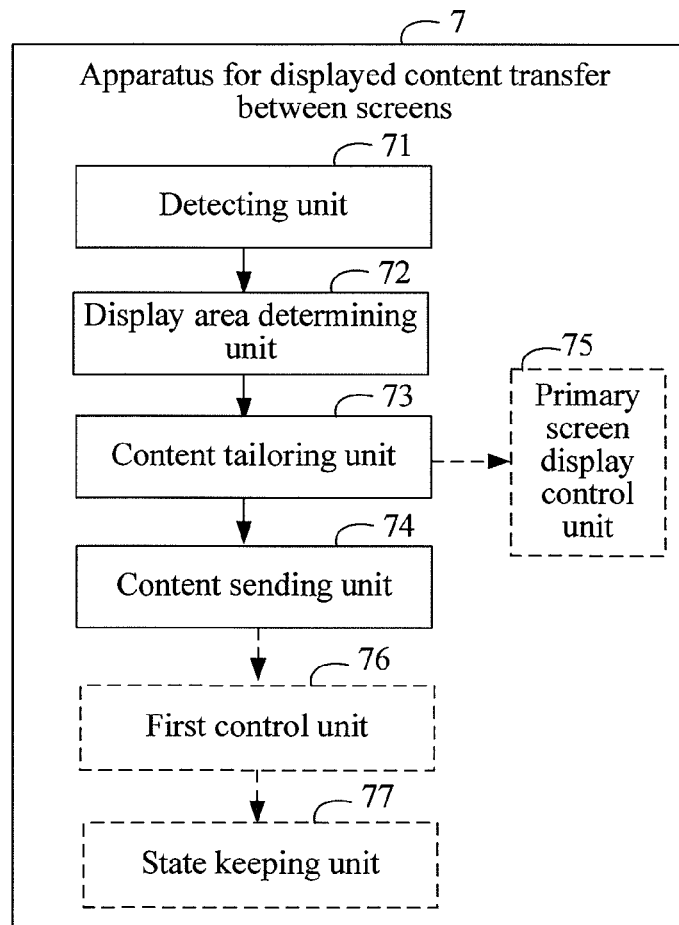 7
Apparatus for displayed content transfer
between screens
71
Detecting unit
72
Display area determining
unit
73
Content tailoring unit
75
Primary
screen
display
control
unit
74
Content sending unit
76
First control unit
77
State keeping unit